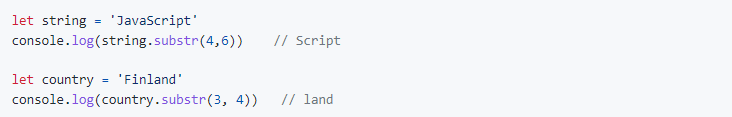 let string = 'JavaScript'
console.log(string.substr(4,6))    // Script
let country = 'Finland'
console.log(country.substr(3, 4))   // land